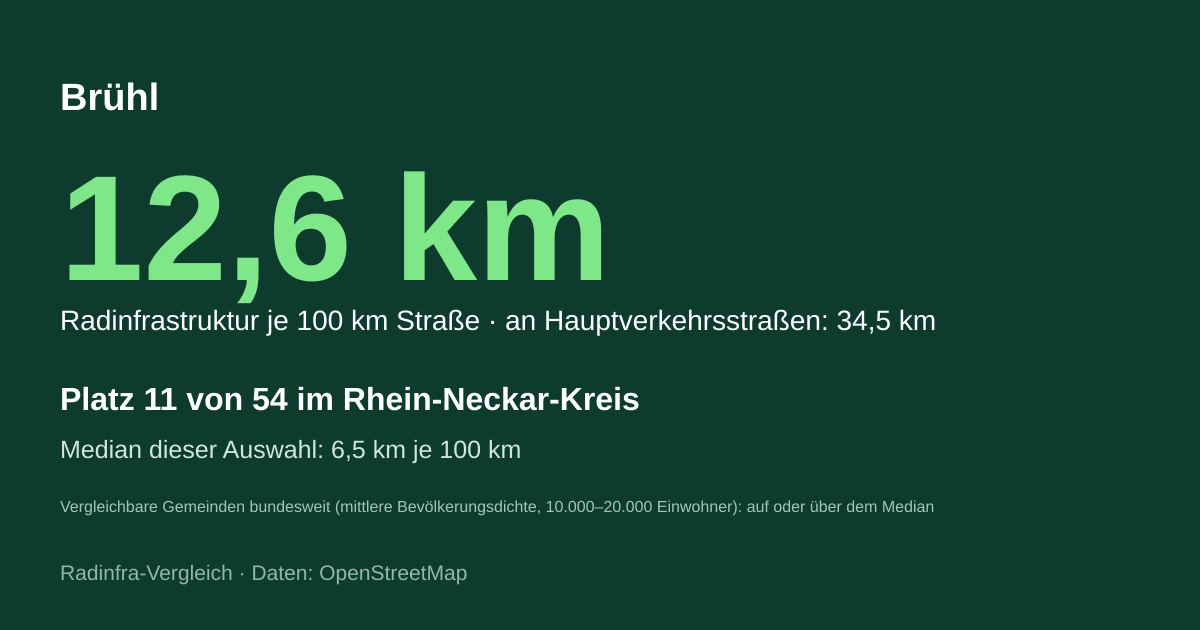 Brühl
12,6 km
Radinfrastruktur je 100 km Straße · an Hauptverkehrsstraßen: 34,5 km
Platz 11 von 54 im Rhein-Neckar-Kreis
Median dieser Auswahl: 6,5 km je 100 km
Vergleichbare Gemeinden bundesweit (mittlere Bevölkerungsdichte, 10.000–20.000 Einwohner): auf oder über dem Median
Radinfra-Vergleich · Daten: OpenStreetMap